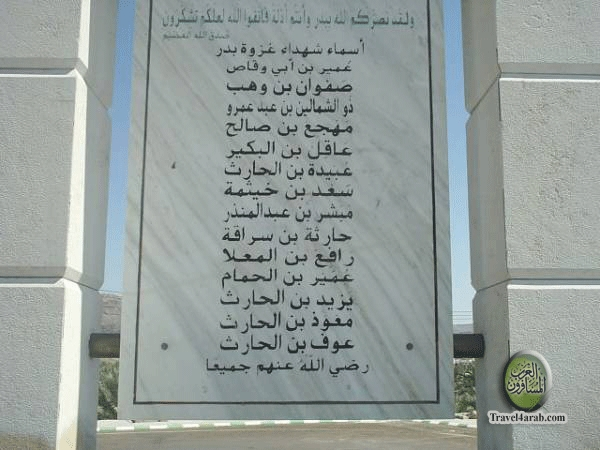 ولقد نصركم الله ببدر وأنتم أذلة فاتقوا الله لعلكم تشكرون
صدق الله العظيم
أسماء شهداء غزوة بدر
عمير بن أبي وقاص
صفوان بن وهب
ذو الشمالين بن عبد عمرو
مهجع بن صالح
عاقل بن البكير
عبيدة بن الحارث
سعد بن خيثمة
مبشر بن عبدالمنذر
حارثة بن سراقة
رافع بن المعلا
عمير بن الحمام
يزيد بن الحارث
معوذ بن الحارث
عوف بن الحارث
رضي الله عنهم جميعا
العرب
المسافرون
Travel4arab.com